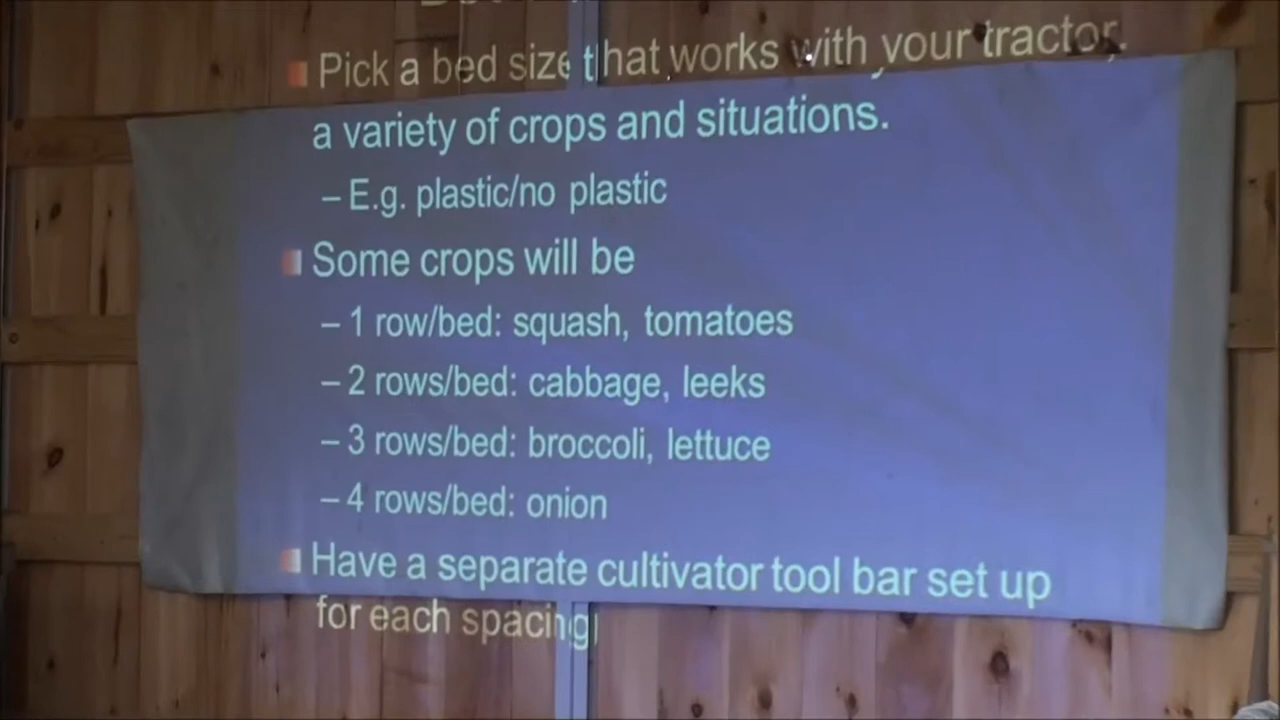 Pick a bed size that works with your tractor,
a variety of crops and situations.
– E.g. plastic/no plastic
Some crops will be
– 1 row/bed: squash, tomatoes
– 2 rows/bed: cabbage, leeks
– 3 rows/bed: broccoli, lettuce
– 4 rows/bed: onion
Have a separate cultivator tool bar set up
for each spacing